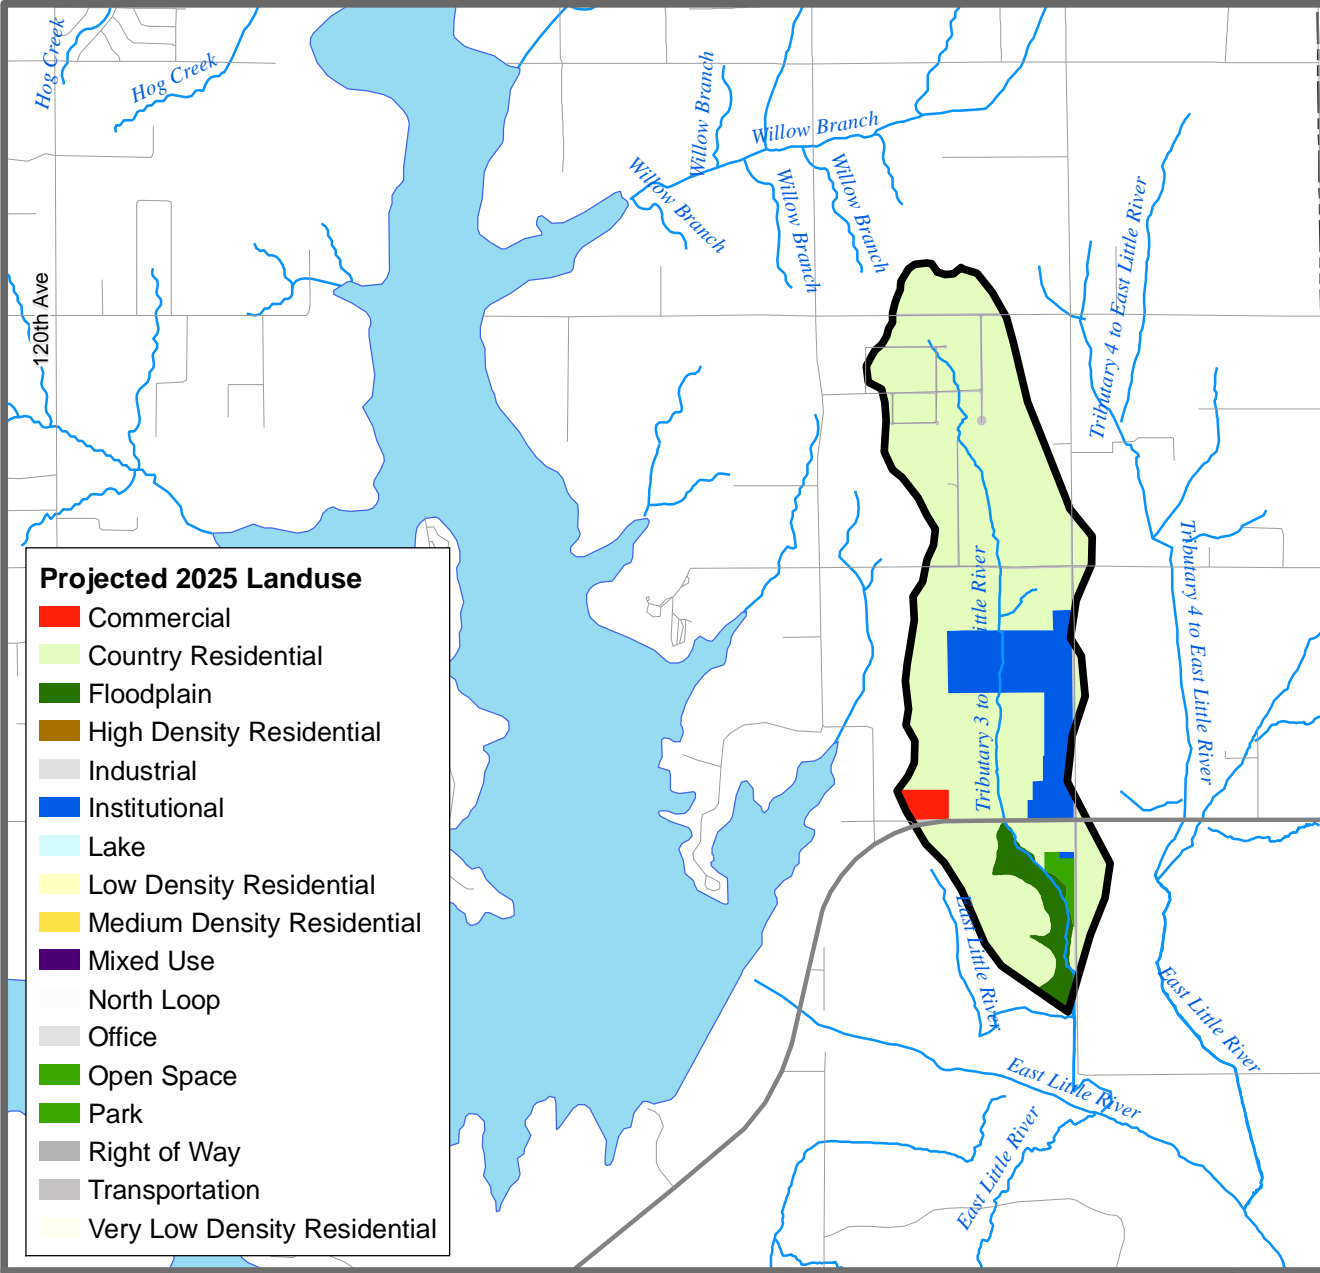 Hog Creek
Hog Creek
Willow Branch
Willow Branch
Willow Branch
Willow Branch
Willow Branch
120th Ave
Tributary 4 to East Little River
Tributary 3 to ittle River
Tributary 4 to East Little River
East Little River
East Little River
East Little River
East Little River
Projected 2025 Landuse
Commercial
Country Residential
Floodplain
High Density Residential
Industrial
Institutional
Lake
Low Density Residential
Medium Density Residential
Mixed Use
North Loop
Office
Open Space
Park
Right of Way
Transportation
Very Low Density Residential